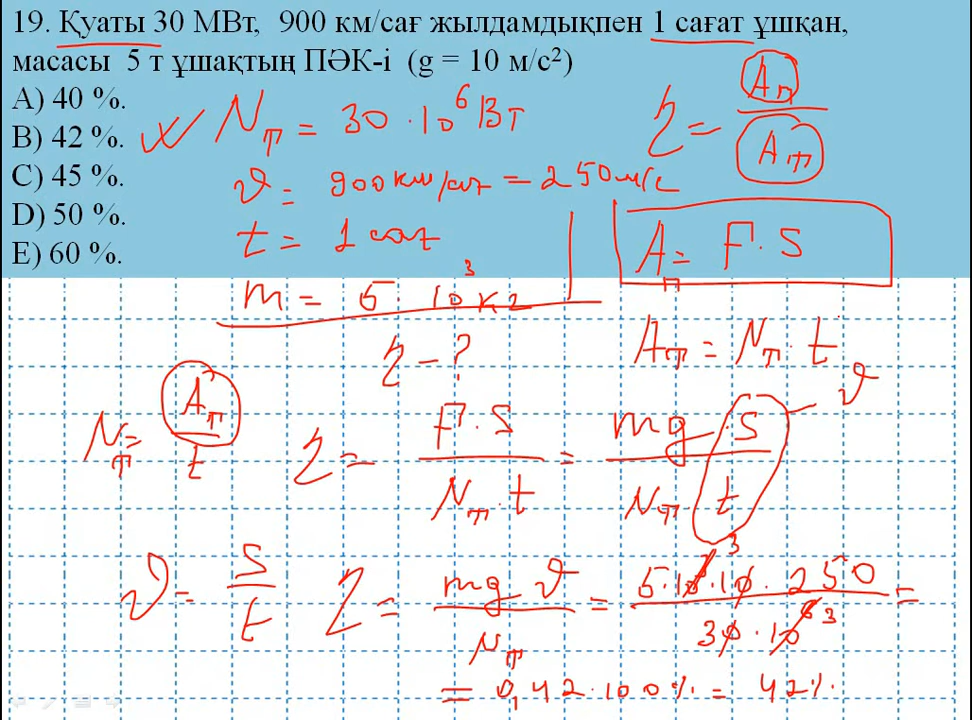 19. Қуаты 30 МВт, 900 км/сағ жылдамдықпен 1 сағат ұшқан,
масасы 5 т ұшақтың ПӘК-і (g = 10 м/с²)
A) 40 %.
B) 42 %.
C) 45 %.
D) 50 %.
E) 60 %.
Nт = 30 · 10⁶ Вт
η = Aп / Aт
ϑ = 900 км/сағ = 250 м/с
t = 1 сағ
Aп = F · S
m = 5 · 10³ кг
η – ?
Aт = Nт · t
Nт = Aт / t
η = F · S / Nт · t = mg · S / Nт · t
ϑ
ϑ = S / t
η = mg ϑ / Nт = 5 · 10³ · 10 · 250 / 30 · 10⁶ =
3
3
= 0,42 · 100% = 42%